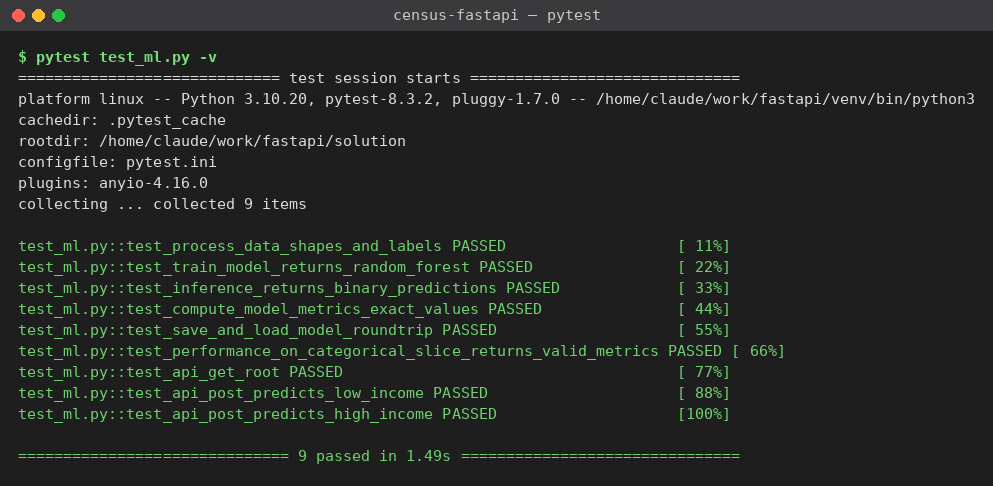 census-fastapi — pytest
$ pytest test_ml.py -v
============================= test session starts ==============================
platform linux -- Python 3.10.20, pytest-8.3.2, pluggy-1.7.0 -- /home/claude/work/fastapi/venv/bin/python3
cachedir: .pytest_cache
rootdir: /home/claude/work/fastapi/solution
configfile: pytest.ini
plugins: anyio-4.16.0
collecting ... collected 9 items
test_ml.py::test_process_data_shapes_and_labels PASSED                   [ 11%]
test_ml.py::test_train_model_returns_random_forest PASSED                [ 22%]
test_ml.py::test_inference_returns_binary_predictions PASSED             [ 33%]
test_ml.py::test_compute_model_metrics_exact_values PASSED               [ 44%]
test_ml.py::test_save_and_load_model_roundtrip PASSED                    [ 55%]
test_ml.py::test_performance_on_categorical_slice_returns_valid_metrics PASSED [ 66%]
test_ml.py::test_api_get_root PASSED                                     [ 77%]
test_ml.py::test_api_post_predicts_low_income PASSED                     [ 88%]
test_ml.py::test_api_post_predicts_high_income PASSED                    [100%]
============================== 9 passed in 1.49s ===============================